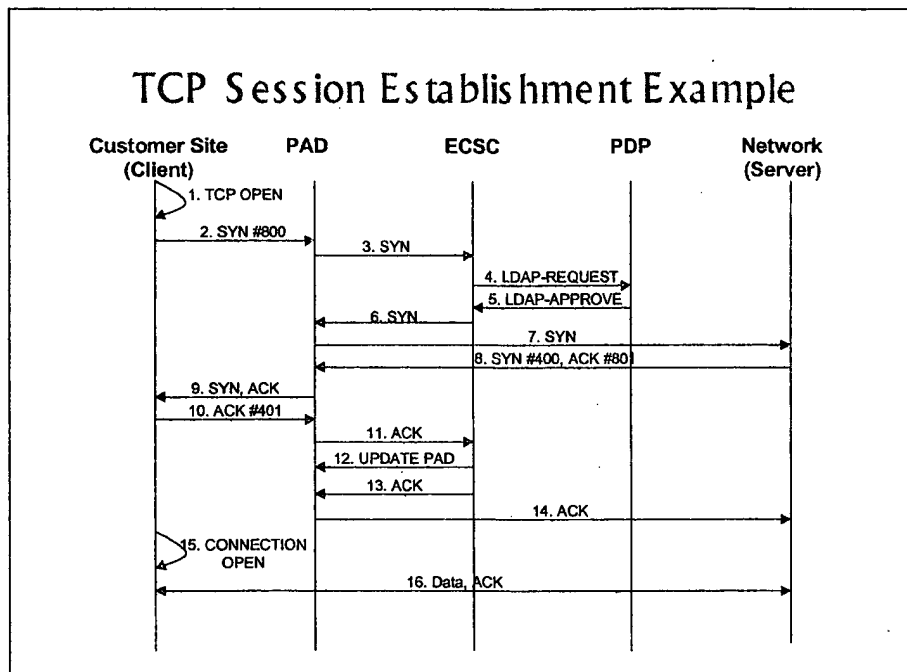 TCP Session Establishment Example
Customer Site PAD ECSC PDP Network
(Client) (Server)
1. TCP OPEN
2. SYN #800
3. SYN
4. LDAP-REQUEST
5. LDAP-APPROVE
6. SYN
7. SYN
8. SYN #400, ACK #801
9. SYN, ACK
10. ACK #401
11. ACK
12. UPDATE PAD
13. ACK
14. ACK
15. CONNECTION
OPEN
16. Data, ACK